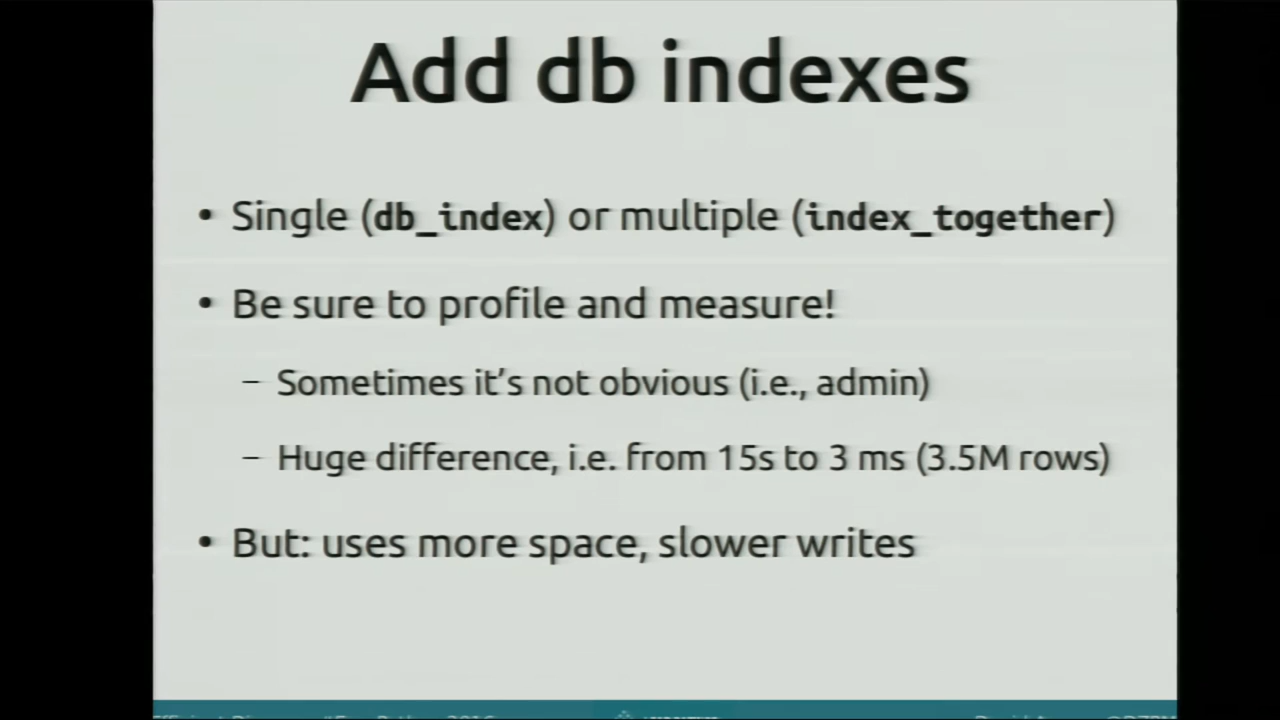 Add db indexes
• Single (db_index) or multiple (index_together)
• Be sure to profile and measure!
– Sometimes it's not obvious (i.e., admin)
– Huge difference, i.e. from 15s to 3 ms (3.5M rows)
• But: uses more space, slower writes